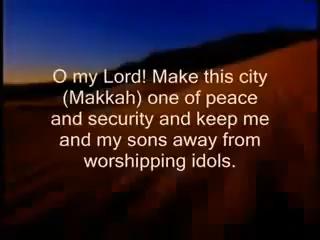 O my Lord! Make this city
(Makkah) one of peace
and security and keep me
and my sons away from
worshipping idols.